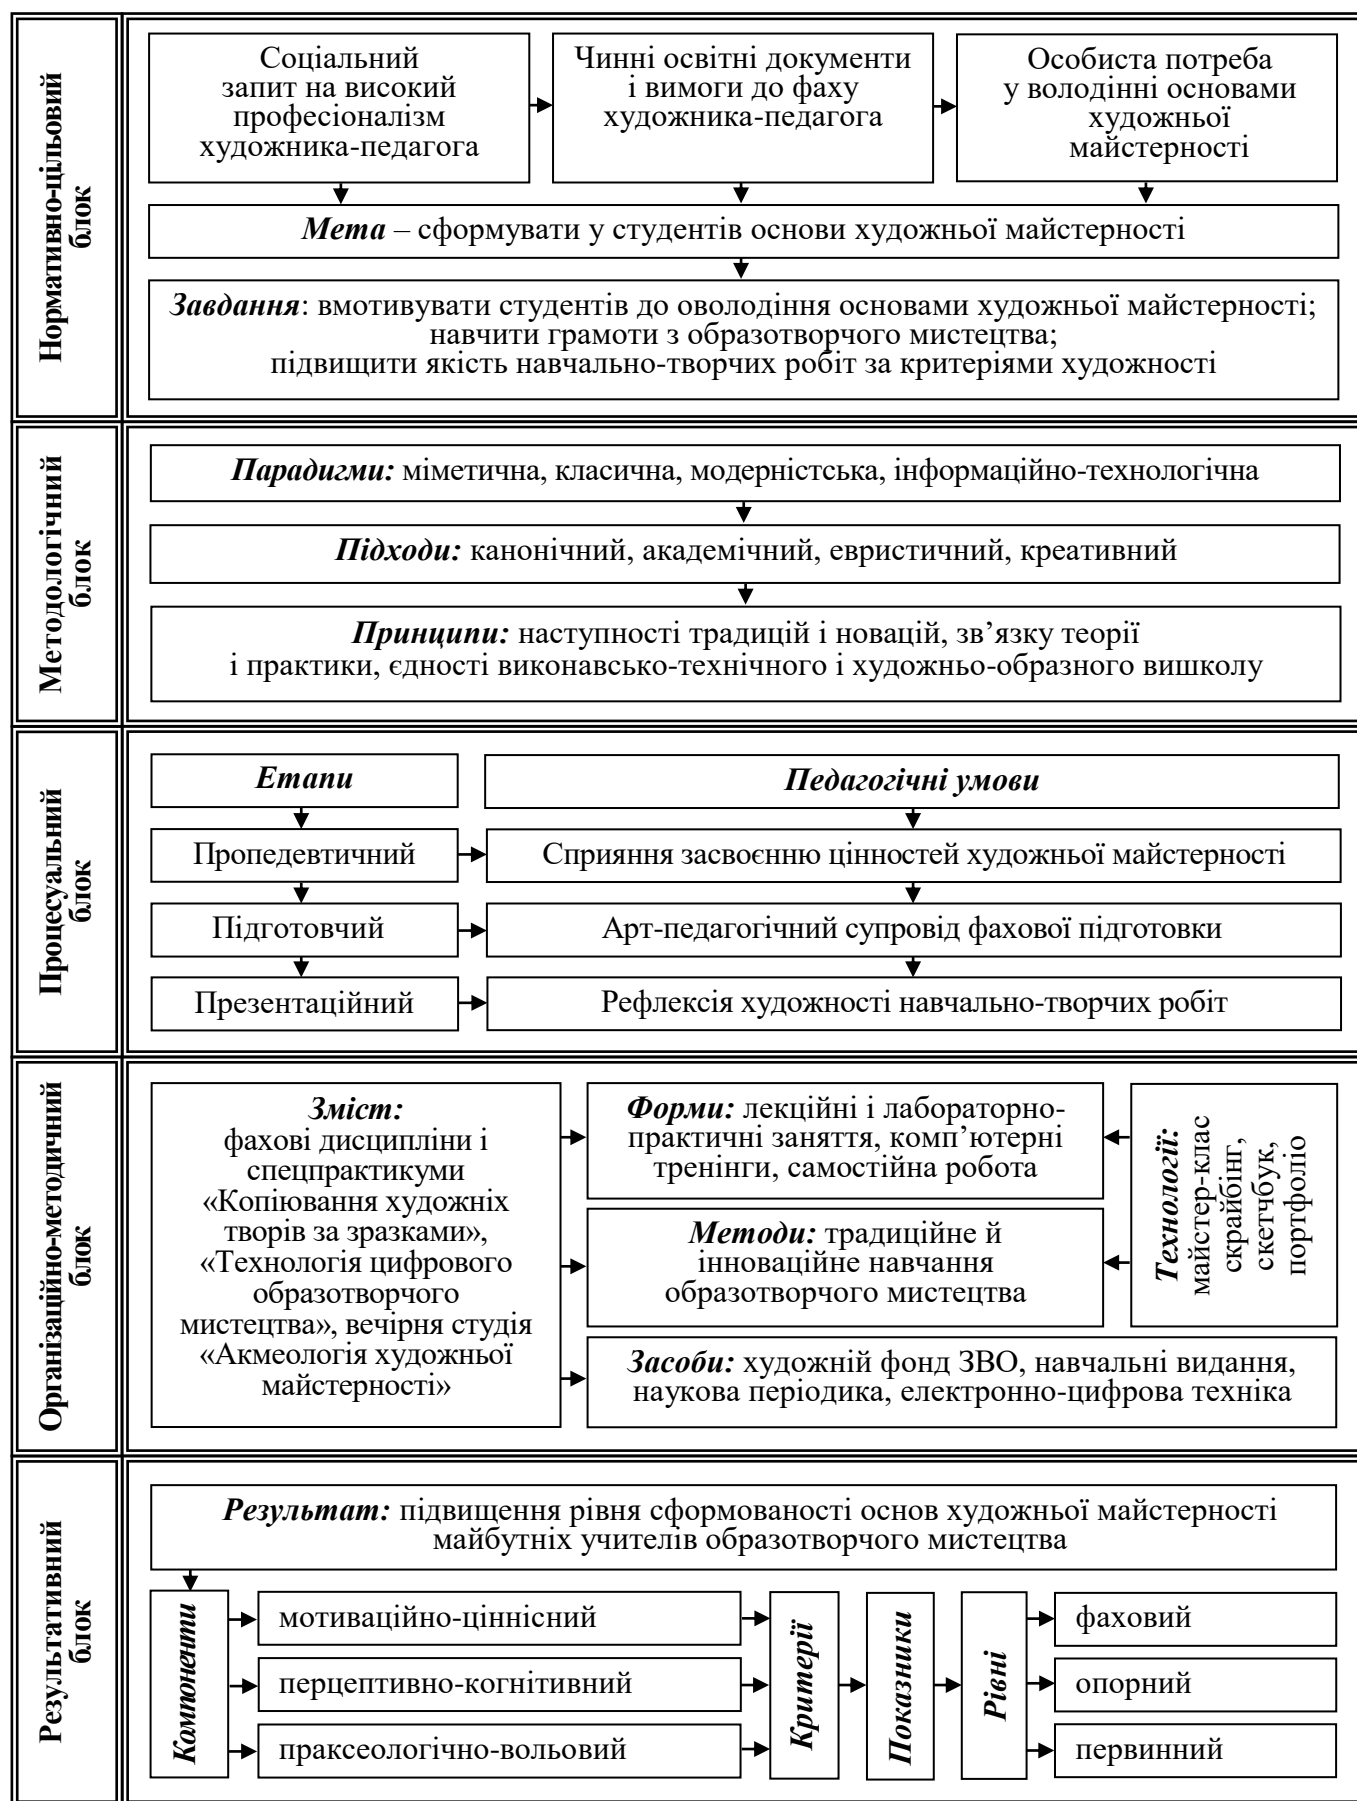 Нормативно-цільовий
блок
Соціальний
запит на високий
професіоналізм
художника-педагога
Чинні освітні документи
і вимоги до фаху
художника-педагога
Особиста потреба
у володінні основами
художньої
майстерності
Мета – сформувати у студентів основи художньої майстерності
Завдання: вмотивувати студентів до оволодіння основами художньої майстерності;
навчити грамоти з образотворчого мистецтва;
підвищити якість навчально-творчих робіт за критеріями художності
Методологічний
блок
Парадигми: міметична, класична, модерністська, інформаційно-технологічна
Підходи: канонічний, академічний, евристичний, креативний
Принципи: наступності традицій і новацій, зв’язку теорії
і практики, єдності виконавсько-технічного і художньо-образного вишколу
Процесуальний
блок
Етапи
Педагогічні умови
Пропедевтичний
Сприяння засвоєнню цінностей художньої майстерності
Підготовчий
Арт-педагогічний супровід фахової підготовки
Презентаційний
Рефлексія художності навчально-творчих робіт
Організаційно-методичний
блок
Зміст:
фахові дисципліни і
спецпрактикуми
«Копіювання художніх
творів за зразками»,
«Технологія цифрового
образотворчого
мистецтва», вечірня студія
«Акмеологія художньої
майстерності»
Форми: лекційні і лабораторно-
практичні заняття, комп’ютерні
тренінги, самостійна робота
Методи: традиційне й
інноваційне навчання
образотворчого мистецтва
Засоби: художній фонд ЗВО, навчальні видання,
наукова періодика, електронно-цифрова техніка
Технології:
майстер-клас
скрайбінг,
скетчбук,
портфоліо
Результативний
блок
Результат: підвищення рівня сформованості основ художньої майстерності
майбутніх учителів образотворчого мистецтва
Компоненти
мотиваційно-ціннісний
перцептивно-когнітивний
праксеологічно-вольовий
Критерії
Показники
Рівні
фаховий
опорний
первинний